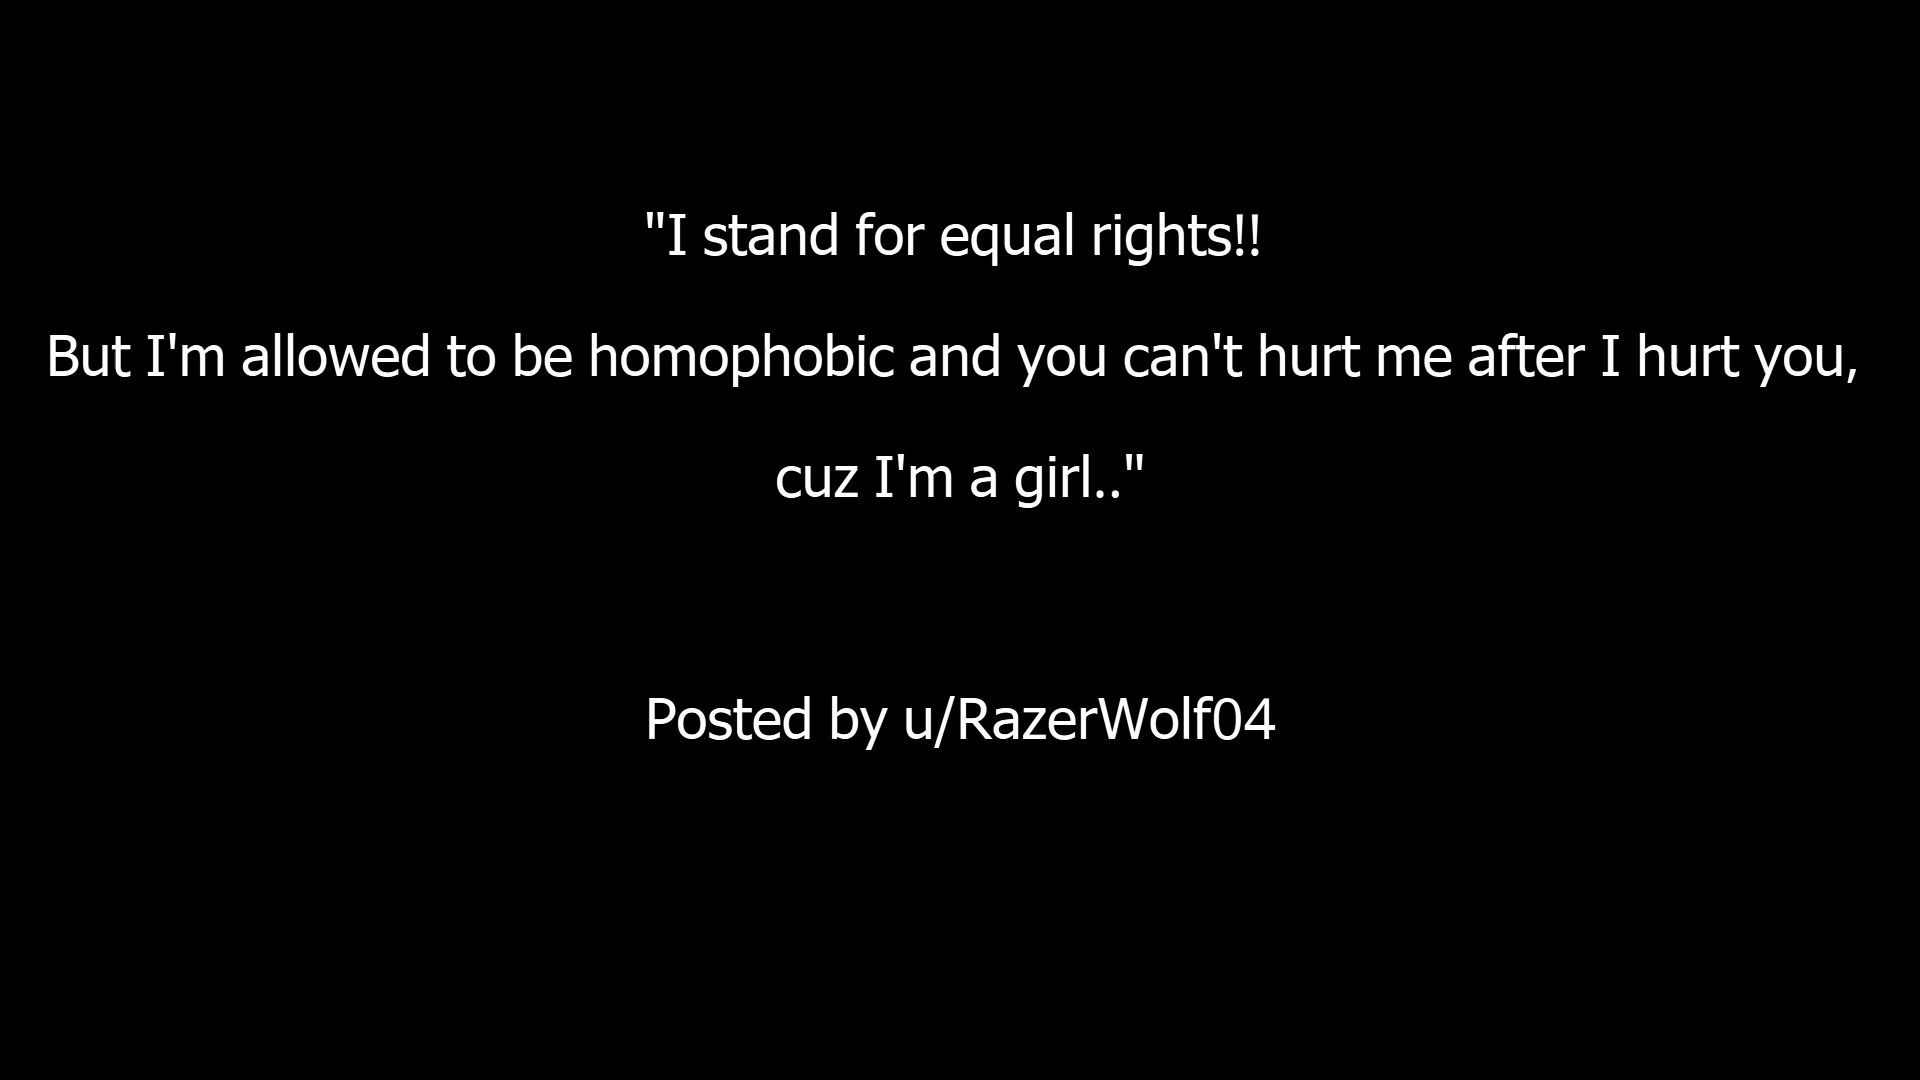 "I stand for equal rights!!
But I'm allowed to be homophobic and you can't hurt me after I hurt you,
cuz I'm a girl.."
Posted by u/RazerWolf04